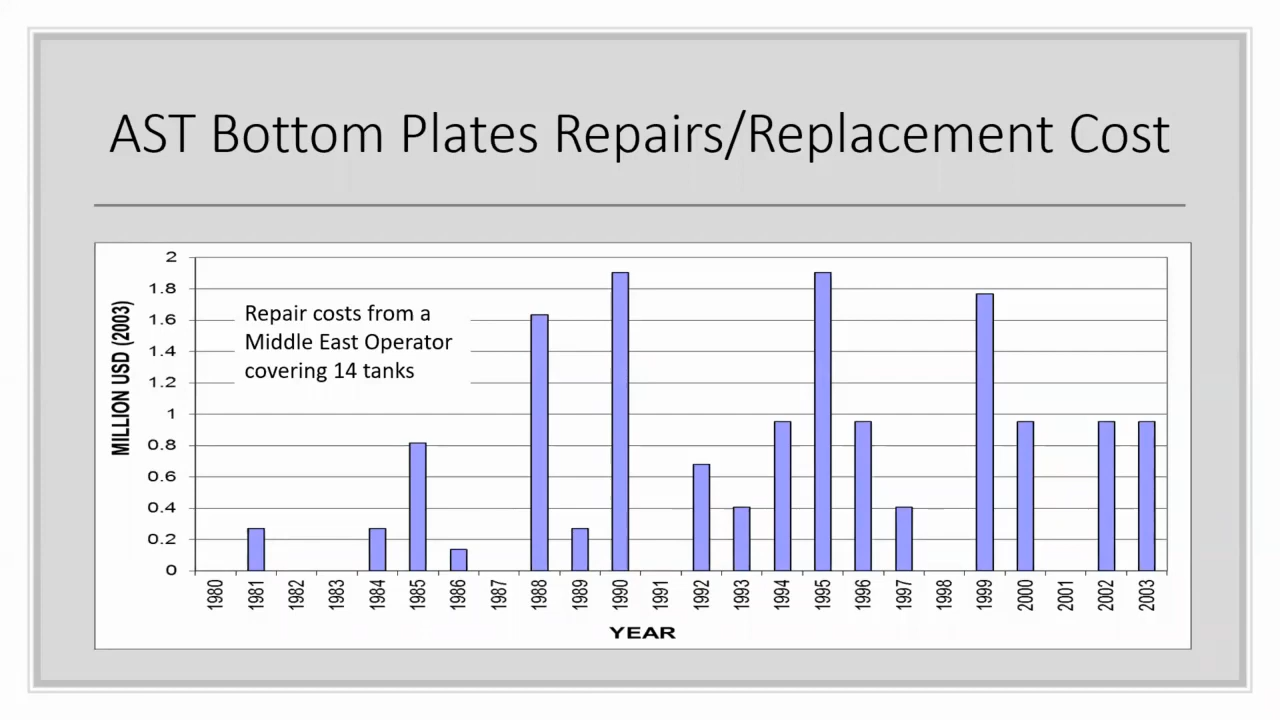 AST Bottom Plates Repairs/Replacement Cost
MILLION USD (2003)
2
1.8
1.6
1.4
1.2
1
0.8
0.6
0.4
0.2
0
Repair costs from a
Middle East Operator
covering 14 tanks
1980 1981 1982 1983 1984 1985 1986 1987 1988 1989 1990 1991 1992 1993 1994 1995 1996 1997 1998 1999 2000 2001 2002 2003
YEAR